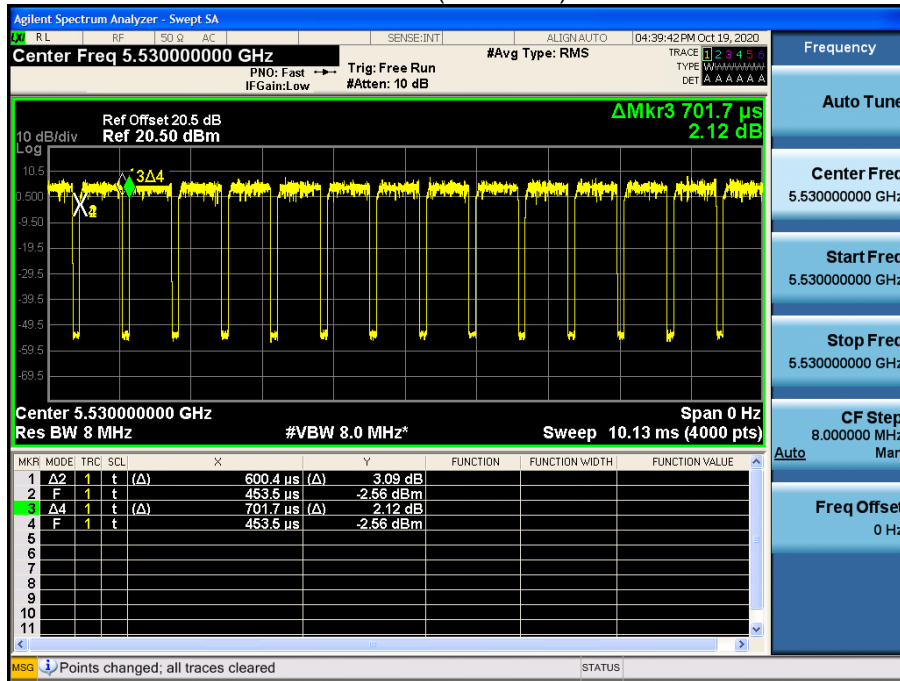 Agilent Spectrum Analyzer - Swept SA
LXI RL RF 50 Ω AC SENSE:INT ALIGN AUTO 04:39:42 PM Oct 19, 2020
Center Freq 5.530000000 GHz #Avg Type: RMS TRACE 1 2 3 4 5 6
PNO: Fast Trig: Free Run TYPE WWWWWW
IFGain:Low #Atten: 10 dB DET A A A A A A
ΔMkr3 701.7 µs
2.12 dB
Ref Offset 20.5 dB
10 dB/div Ref 20.50 dBm
Log
10.5
0.500
-9.50
-19.5
-29.5
-39.5
-49.5
-59.5
-69.5
3Δ4
Center 5.530000000 GHz Span 0 Hz
Res BW 8 MHz #VBW 8.0 MHz* Sweep 10.13 ms (4000 pts)
MKR MODE TRC SCL X Y FUNCTION FUNCTION WIDTH FUNCTION VALUE
1 Δ2 1 t (Δ) 600.4 µs (Δ) 3.09 dB
2 F 1 t 453.5 µs -2.56 dBm
3 Δ4 1 t (Δ) 701.7 µs (Δ) 2.12 dB
4 F 1 t 453.5 µs -2.56 dBm
5
6
7
8
9
10
11
MSG Points changed; all traces cleared STATUS
Frequency
Auto Tune
Center Freq
5.530000000 GHz
Start Freq
5.530000000 GHz
Stop Freq
5.530000000 GHz
CF Step
8.000000 MHz
Auto Man
Freq Offset
0 Hz